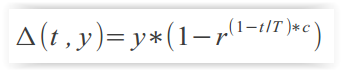 Δ(t ,y)=y*(1−r^(1−t/T)*c)